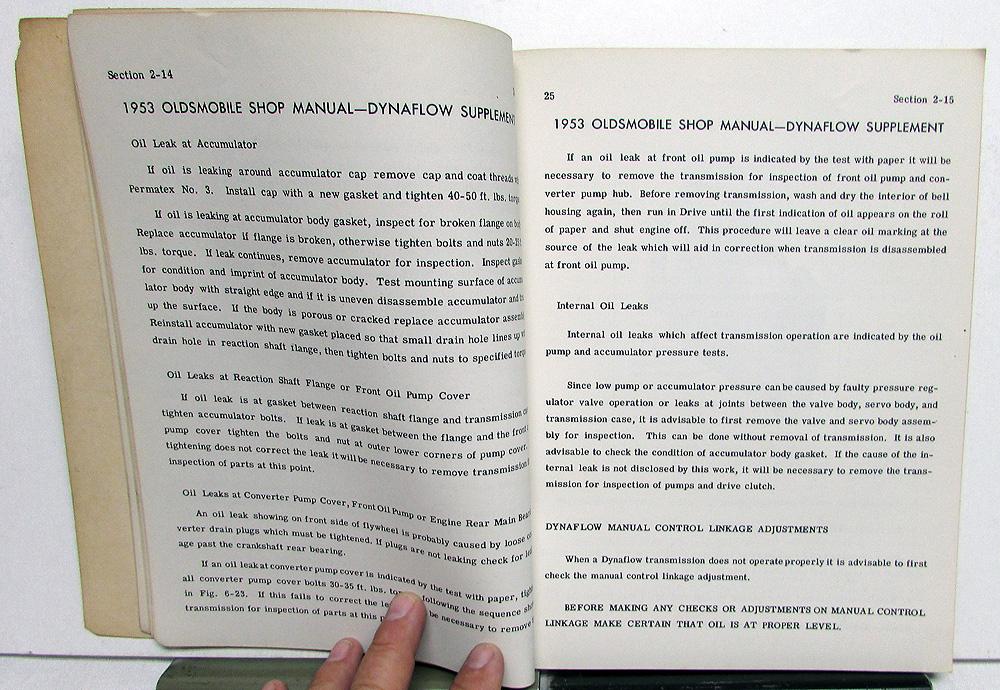 Section 2-14
1953 OLDSMOBILE SHOP MANUAL—DYNAFLOW SUPPLEMENT
Oil Leak at Accumulator
If oil is leaking around accumulator cap remove cap and coat threads
Permatex No. 3. Install cap with a new gasket and tighten 40-50 ft. lbs.
If oil is leaking at accumulator body gasket, inspect for broken flange on
Replace accumulator if flange is broken, otherwise tighten bolts and nuts
lbs. torque. If leak continues, remove accumulator for inspection. Inspect
for condition and imprint of accumulator body. Test mounting surface of
lator body with straight edge and if it is uneven disassemble accumulator and
up the surface. If the body is porous or cracked replace accumulator
Reinstall accumulator with new gasket placed so that small drain hole lines up
drain hole in reaction shaft flange, then tighten bolts and nuts to specified
Oil Leaks at Reaction Shaft Flange or Front Oil Pump Cover
If oil leak is at gasket between reaction shaft flange and transmission
tighten accumulator bolts. If leak is at gasket between the flange and the front
pump cover tighten the bolts and nut at outer lower corners of pump cover.
tightening does not correct the leak it will be necessary to remove transmission
inspection of parts at this point.
Oil Leaks at Converter Pump Cover, Front Oil Pump or Engine Rear Main
An oil leak showing on front side of flywheel is probably caused by loose
verter drain plugs which must be tightened. If plugs are not leaking check for
age past the crankshaft rear bearing.
If an oil leak at converter pump cover is indicated by the test with paper,
all converter pump cover bolts 30-35 ft. lbs. following the sequence
in Fig. 6-23. If this fails to correct the be necessary to remove
transmission for inspection of parts at this
25
Section 2-15
1953 OLDSMOBILE SHOP MANUAL—DYNAFLOW SUPPLEMENT
If an oil leak at front oil pump is indicated by the test with paper it will be
necessary to remove the transmission for inspection of front oil pump and con-
verter pump hub. Before removing transmission, wash and dry the interior of bell
housing again, then run in Drive until the first indication of oil appears on the roll
of paper and shut engine off. This procedure will leave a clear oil marking at the
source of the leak which will aid in correction when transmission is disassembled
at front oil pump.
Internal Oil Leaks
Internal oil leaks which affect transmission operation are indicated by the oil
pump and accumulator pressure tests.
Since low pump or accumulator pressure can be caused by faulty pressure reg-
ulator valve operation or leaks at joints between the valve body, servo body, and
transmission case, it is advisable to first remove the valve and servo body assem-
bly for inspection. This can be done without removal of transmission. It is also
advisable to check the condition of accumulator body gasket. If the cause of the in-
ternal leak is not disclosed by this work, it will be necessary to remove the trans-
mission for inspection of pumps and drive clutch.
DYNAFLOW MANUAL CONTROL LINKAGE ADJUSTMENTS
When a Dynaflow transmission does not operate properly it is advisable to first
check the manual control linkage adjustment.
BEFORE MAKING ANY CHECKS OR ADJUSTMENTS ON MANUAL CONTROL
LINKAGE MAKE CERTAIN THAT OIL IS AT PROPER LEVEL.